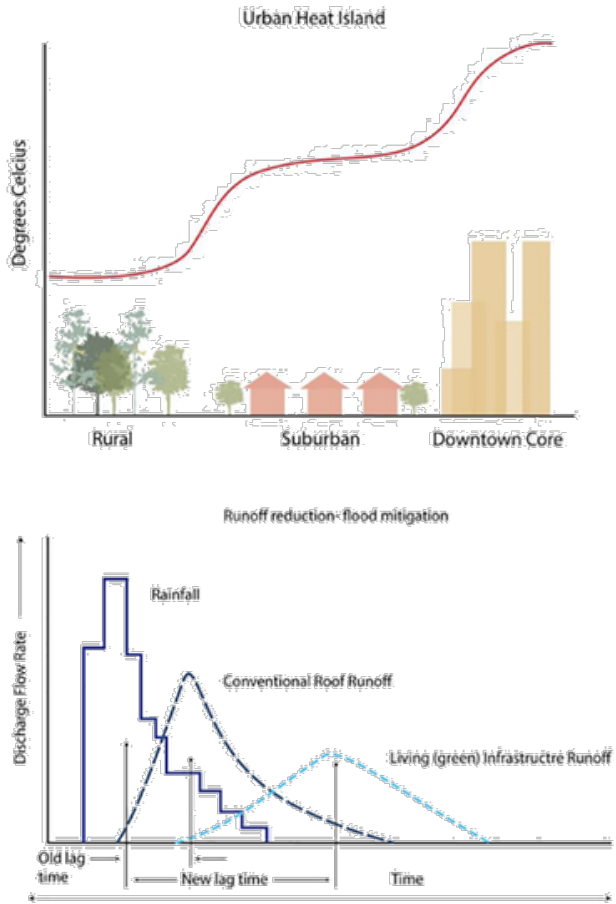 Urban Heat Island
Degrees Celcius
Rural
Suburban
Downtown Core
Runoff reduction- flood mitigation
Discharge Flow Rate
Rainfall
Conventional Roof Runoff
Living (green) Infrastructre Runoff
Old lag
time
New lag time
Time